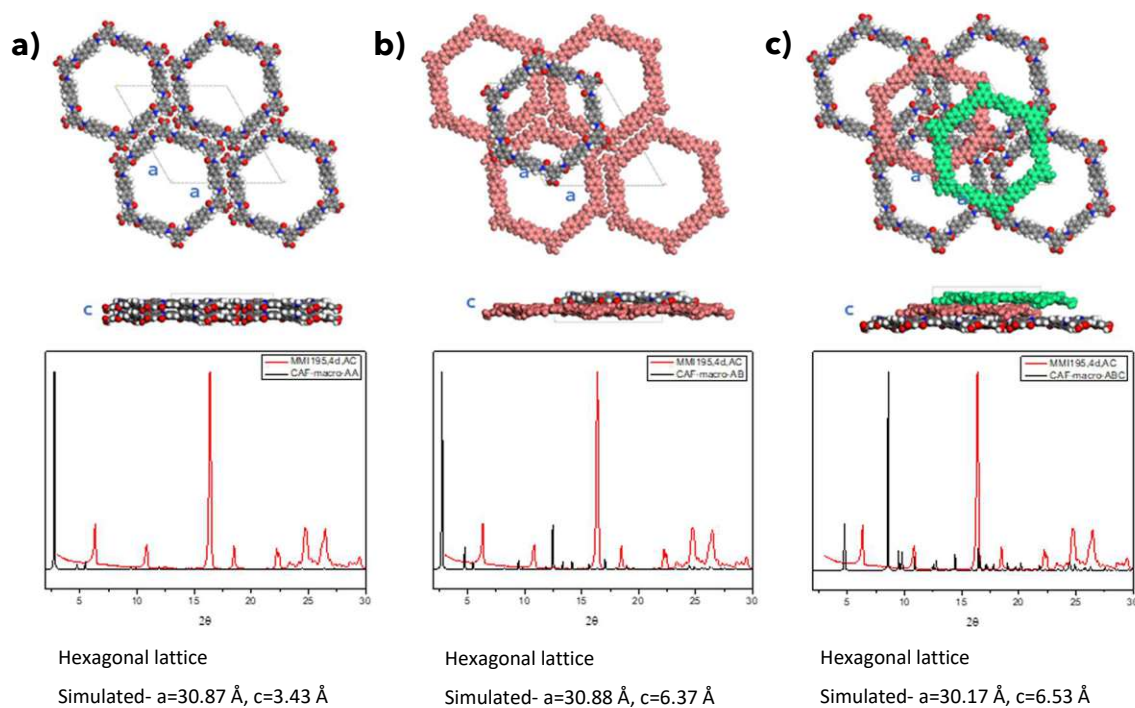 a)
a
a
c
MMI195,4d,AC
CAF-macro-AA
5 10 15 20 25 30
2θ
Hexagonal lattice
Simulated- a=30.87 Å, c=3.43 Å
b)
a
a
c
MMI195,4d,AC
CAF-macro-AB
5 10 15 20 25 30
2θ
Hexagonal lattice
Simulated- a=30.88 Å, c=6.37 Å
c)
a
a
c
MMI195,4d,AC
CAF-macro-ABC
5 10 15 20 25 30
2θ
Hexagonal lattice
Simulated- a=30.17 Å, c=6.53 Å